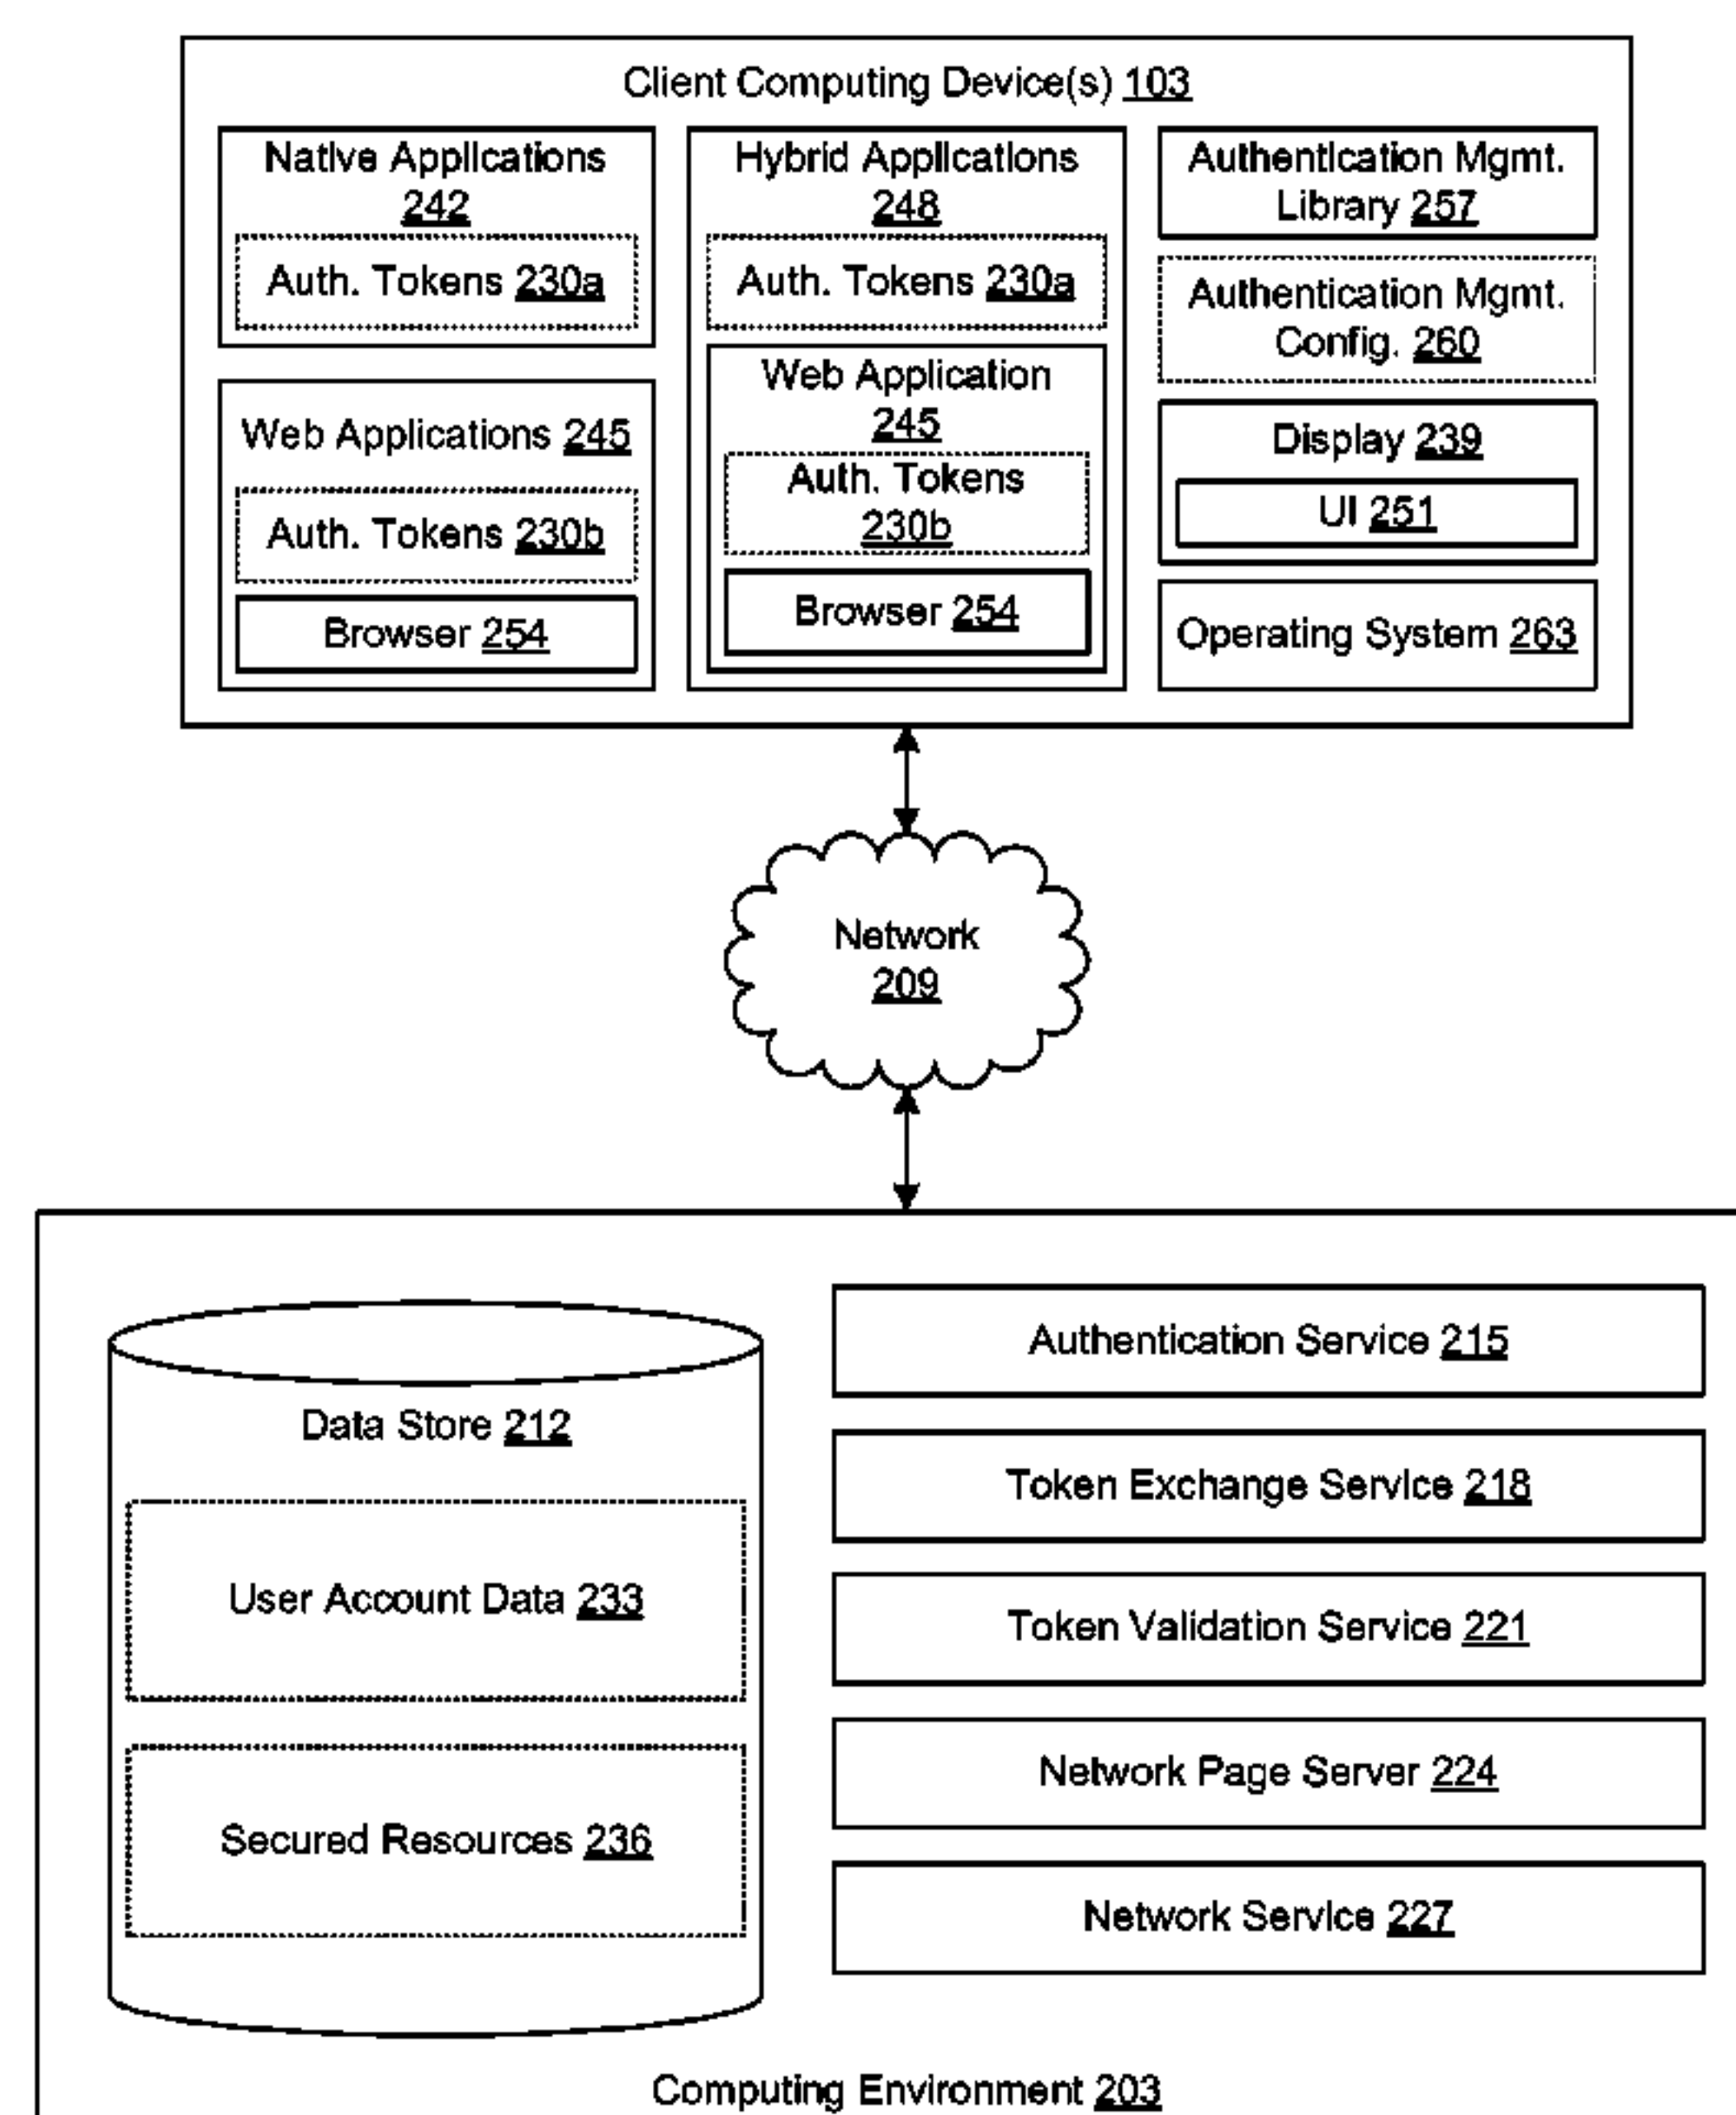 Client Computing Device(s) 103
Native Applications
242
Auth. Tokens 230a
Web Applications 245
Auth. Tokens 230b
Browser 254
Hybrid Applications
248
Auth. Tokens 230a
Web Application
245
Auth. Tokens
230b
Browser 254
Authentication Mgmt.
Library 257
Authentication Mgmt.
Config. 260
Display 239
UI 251
Operating System 263
Network
209
Data Store 212
User Account Data 233
Secured Resources 236
Authentication Service 215
Token Exchange Service 218
Token Validation Service 221
Network Page Server 224
Network Service 227
Computing Environment 203